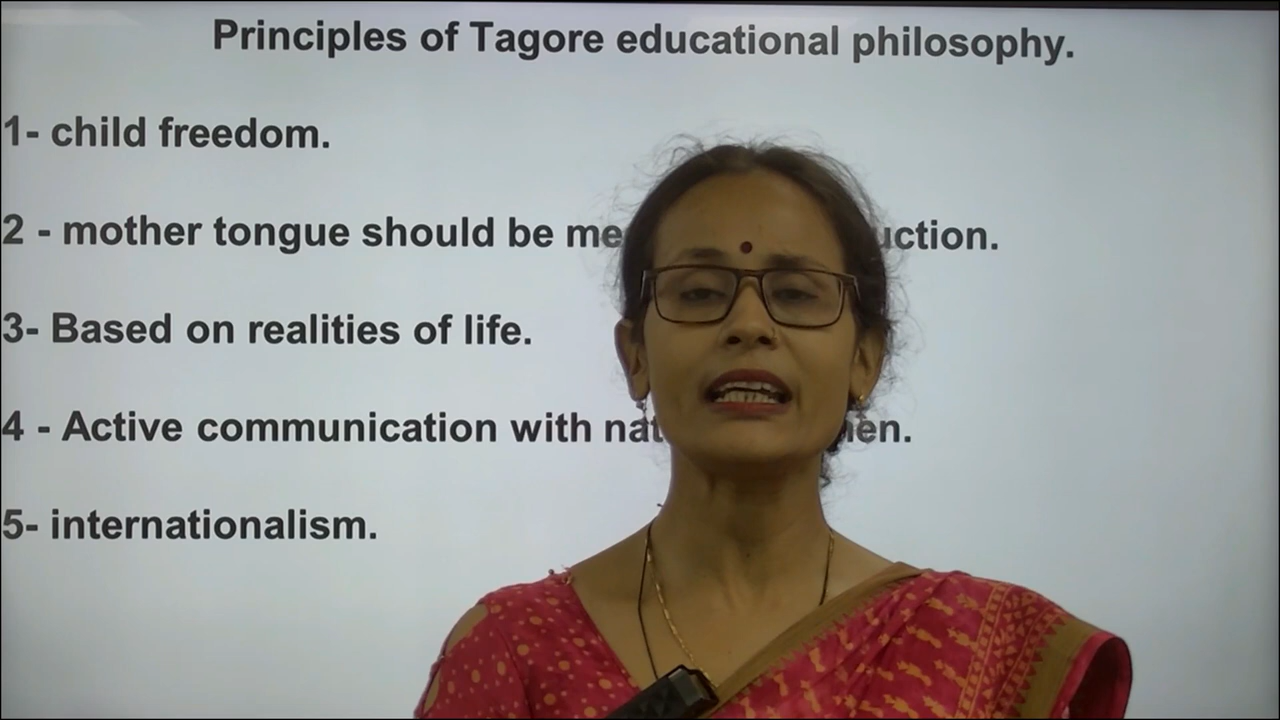 Principles of Tagore educational philosophy.
1- child freedom.
2 - mother tongue should be
3- Based on realities of life.
4 - Active communication with
5- internationalism.